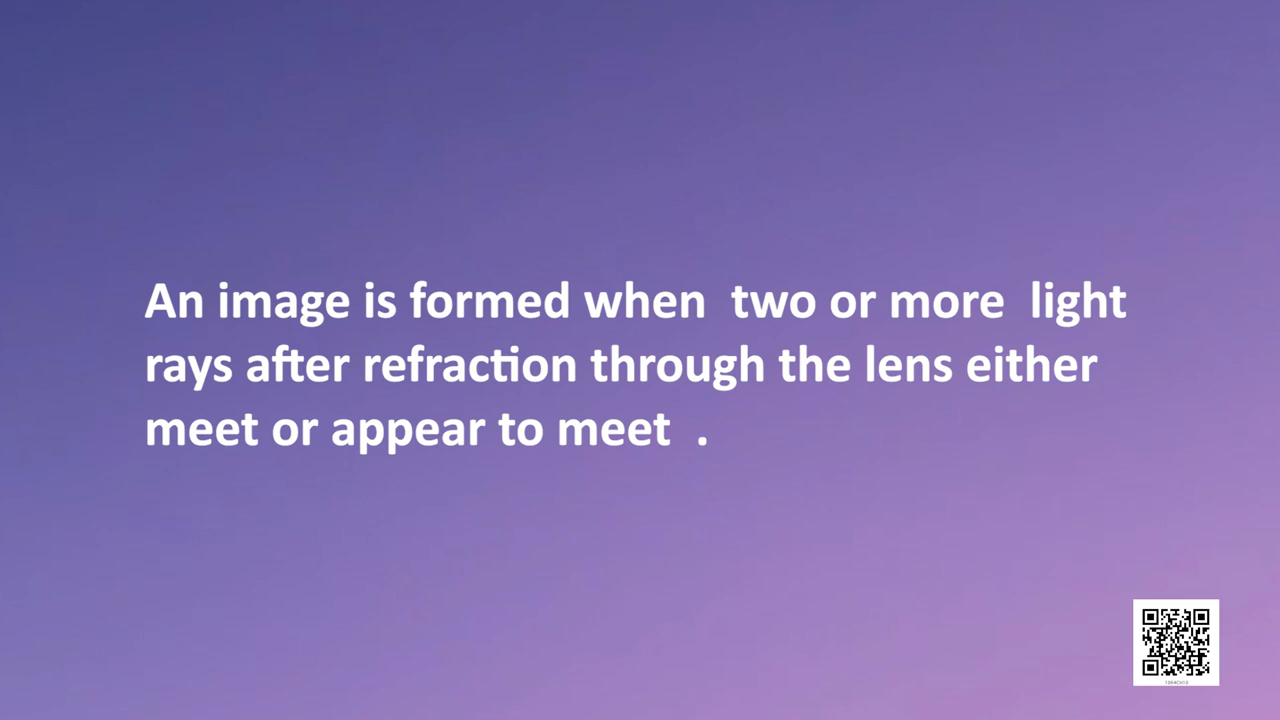 An image is formed when  two or more  light
rays after refraction through the lens either
meet or appear to meet  .